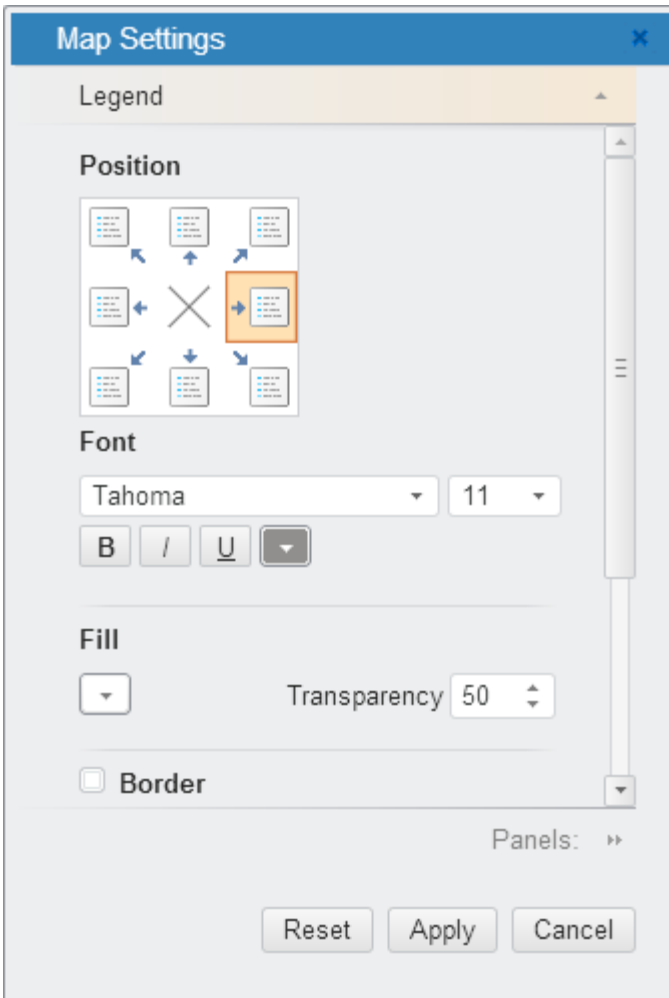 Map Settings
Legend
Position
Font
Tahoma 11
B I U
Fill
Transparency 50
Border
Panels:
Reset Apply Cancel